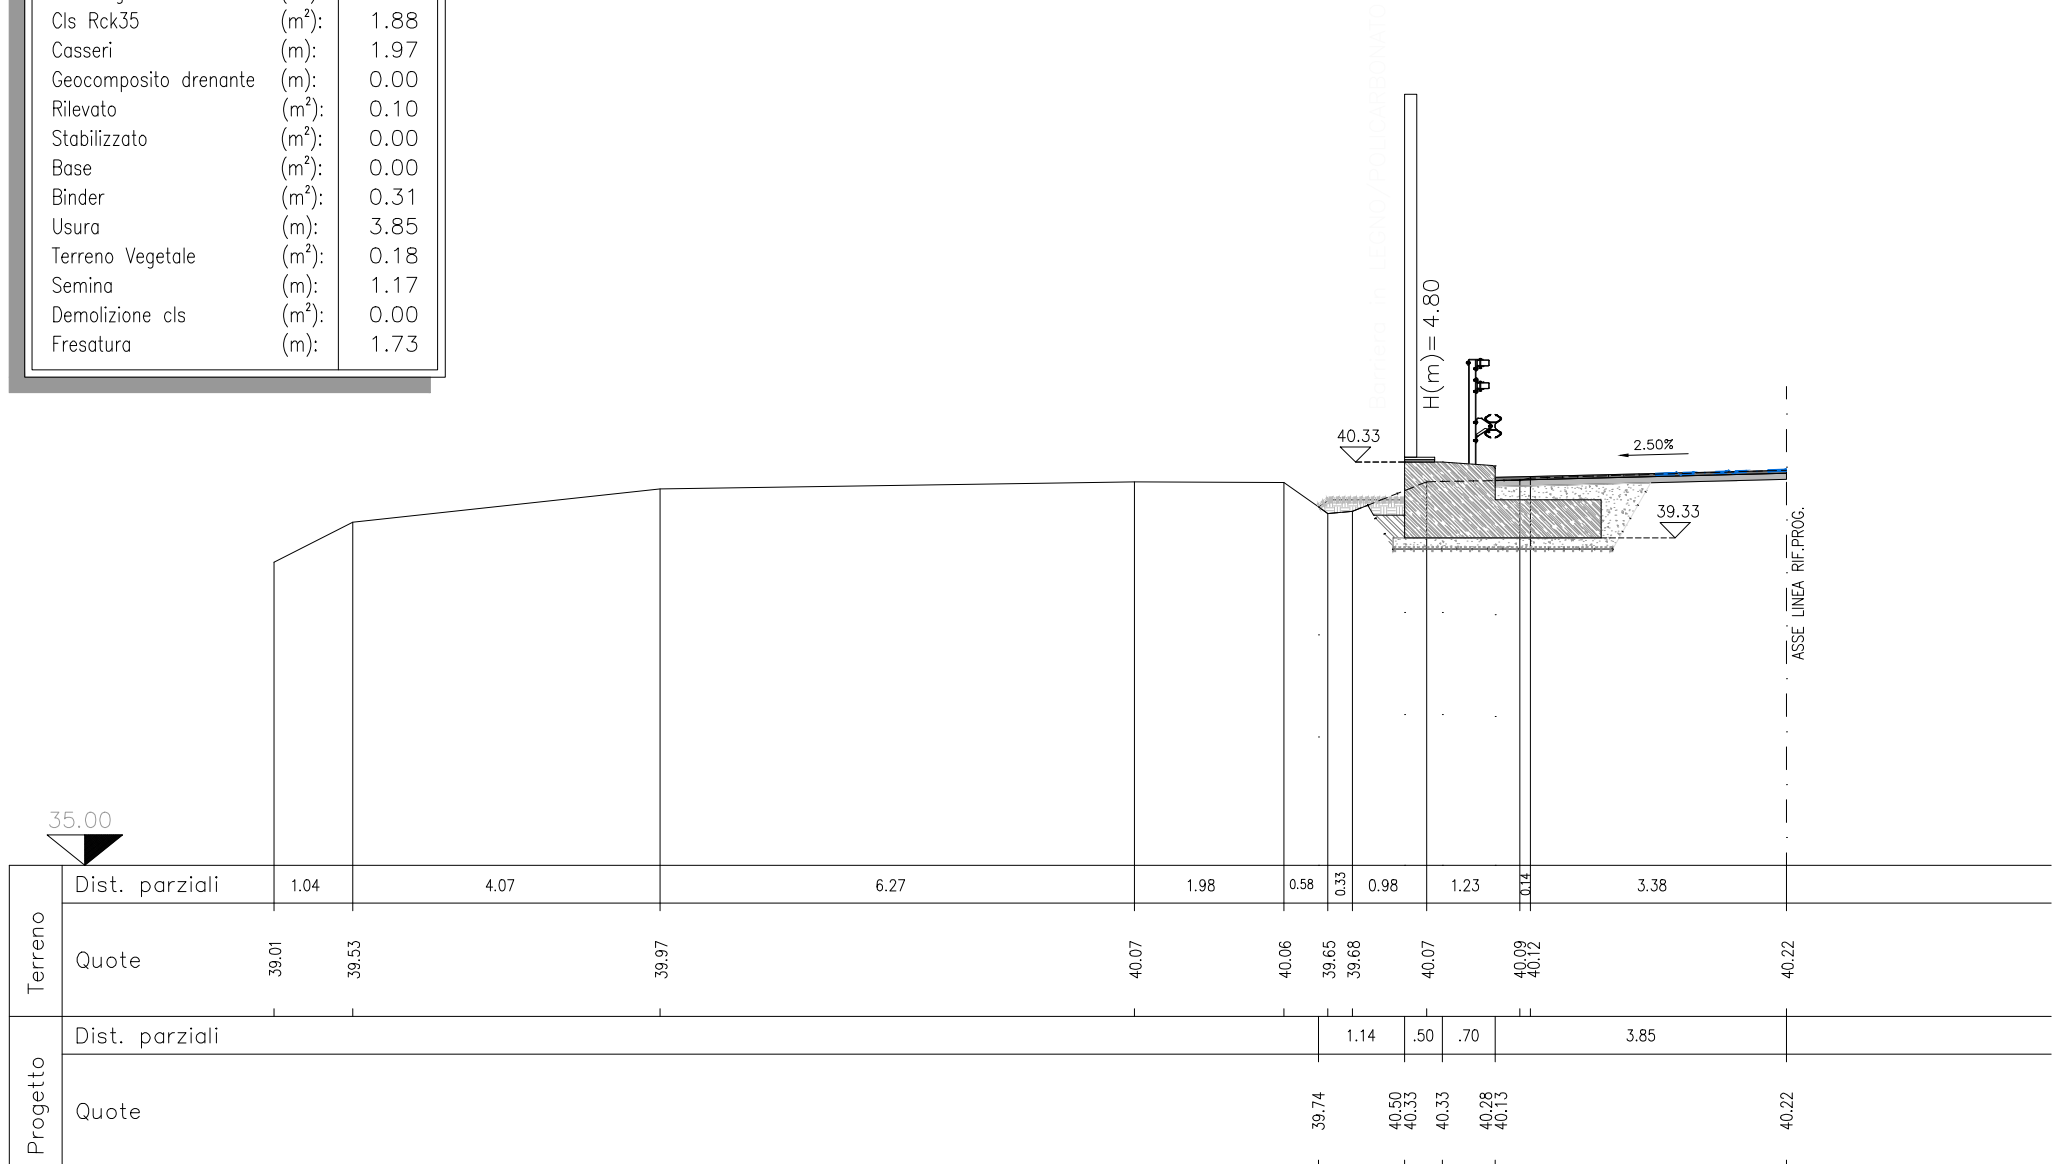 Cls Rck35 (m²): 1.88
Casseri (m): 1.97
Geocomposito drenante (m): 0.00
Rilevato (m²): 0.10
Stabilizzato (m²): 0.00
Base (m²): 0.00
Binder (m²): 0.31
Usura (m): 3.85
Terreno Vegetale (m²): 0.18
Semina (m): 1.17
Demolizione cls (m²): 0.00
Fresatura (m): 1.73
Barriera in LEGNO/POLICARBONATO
H(m)= 4.80
40.33
2.50%
39.33
ASSE LINEA RIF.PROG.
35.00
Terreno
Dist. parziali 1.04 4.07 6.27 1.98 0.58 0.33 0.98 1.23 0.14 3.38
Quote 39.01 39.53 39.97 40.07 40.06 39.65 39.68 40.07 40.09 40.12 40.22
Progetto
Dist. parziali 1.14 .50 .70 3.85
Quote 39.74 40.50 40.33 40.33 40.28 40.13 40.22